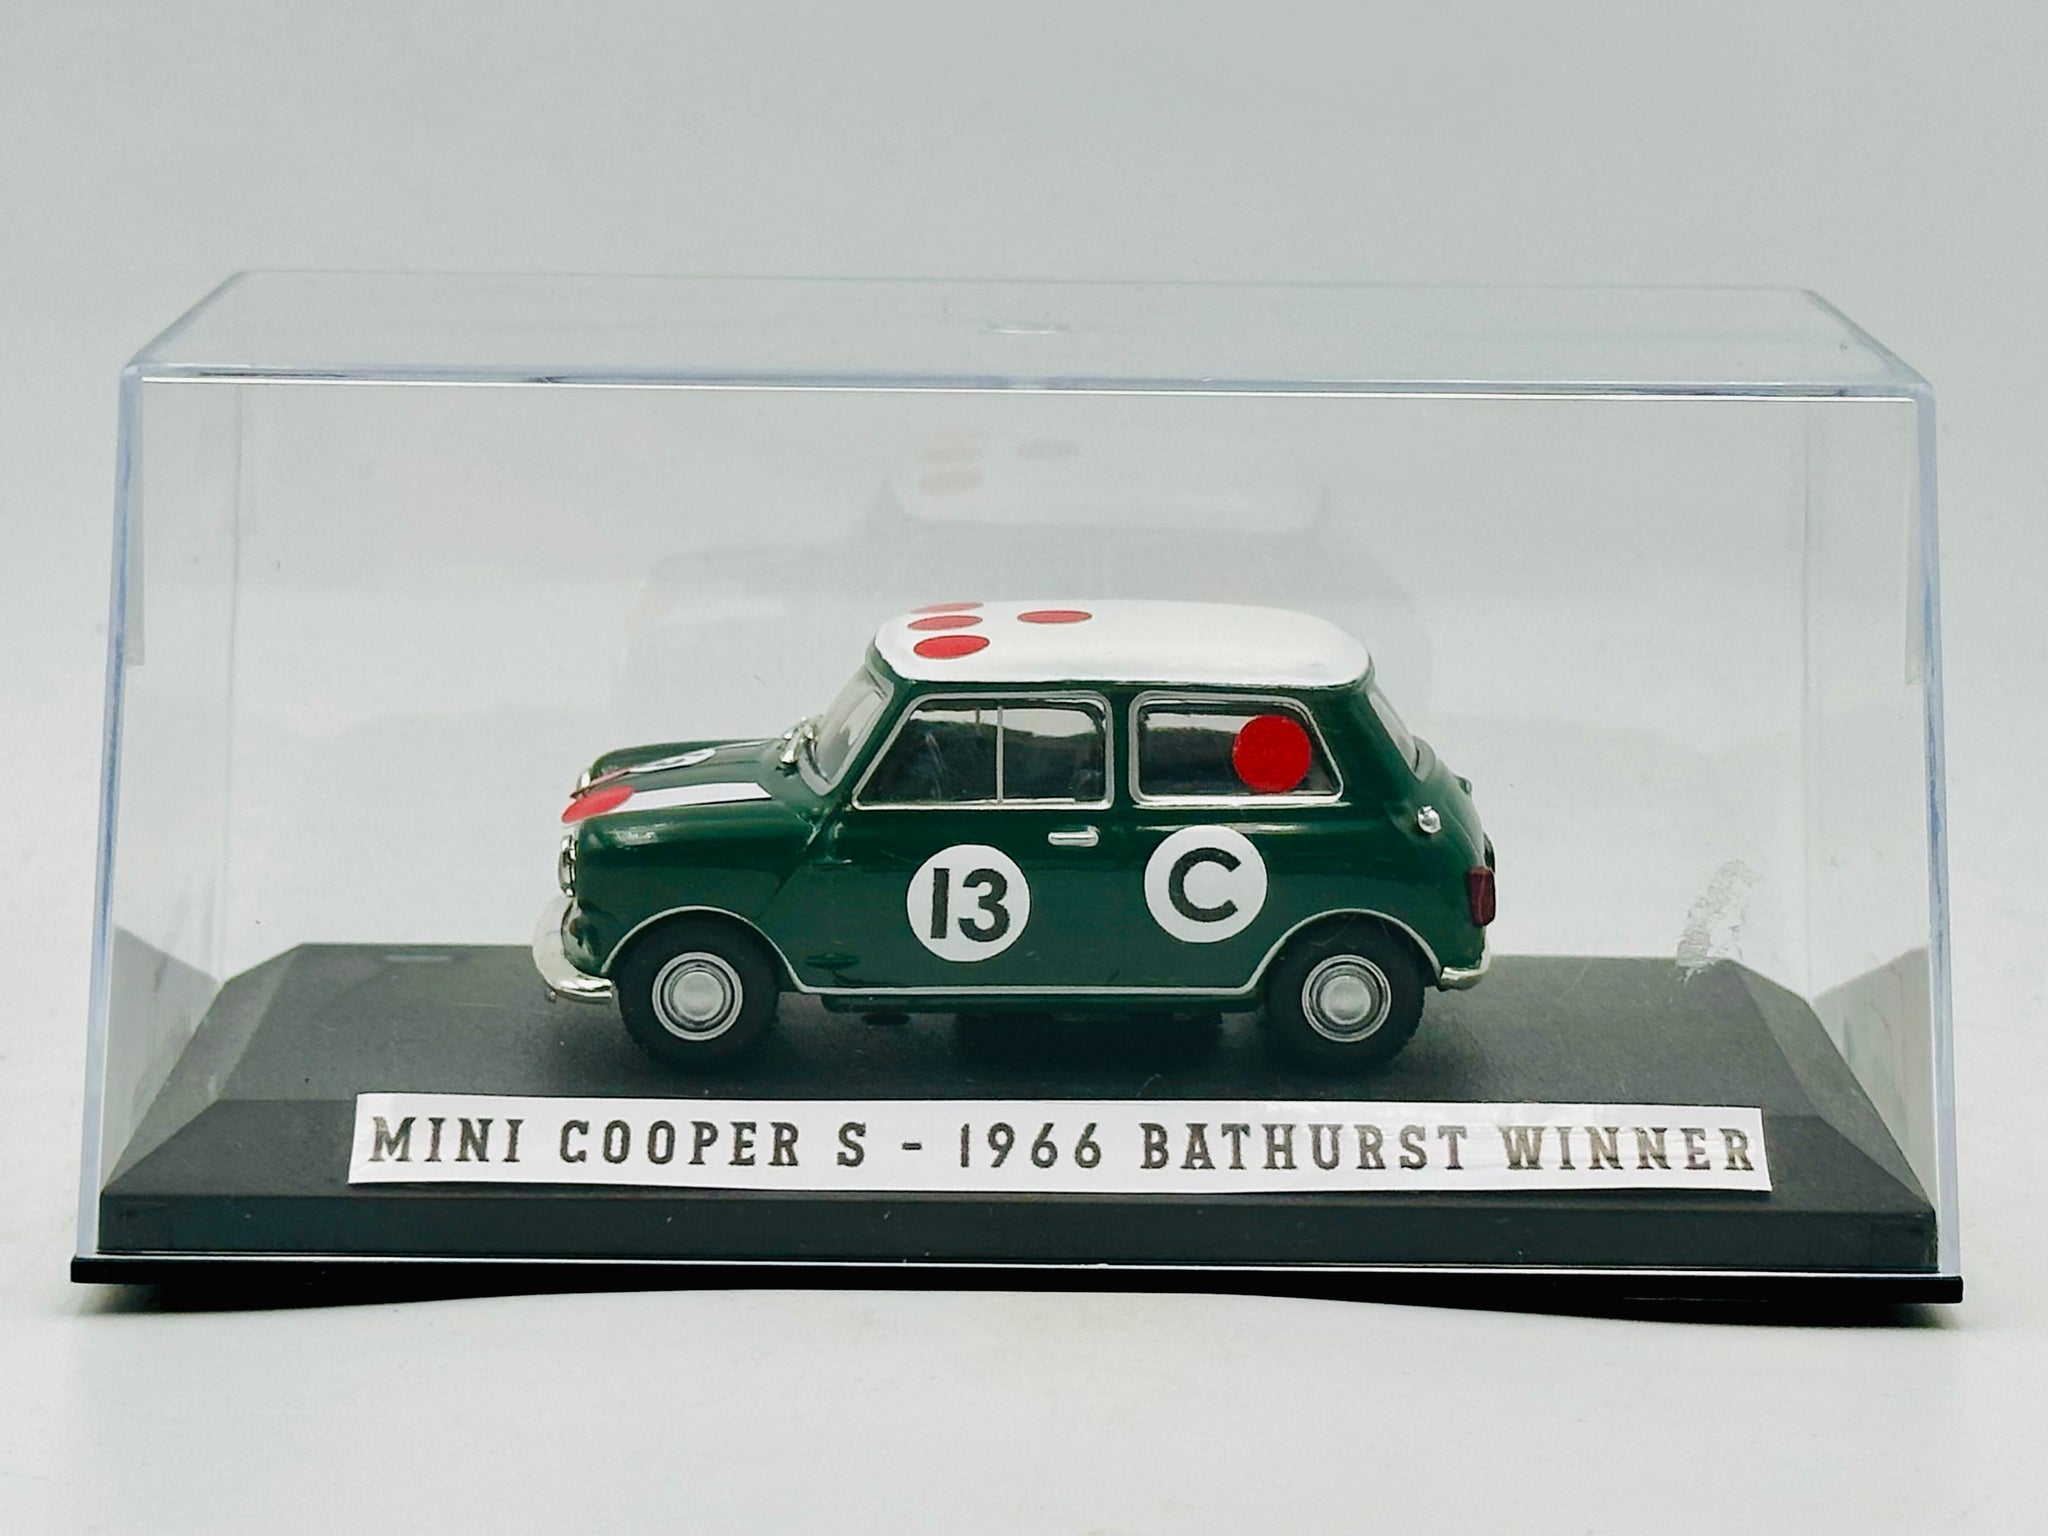 13
C
MINI COOPER S - 1966 BATHURST WINNER